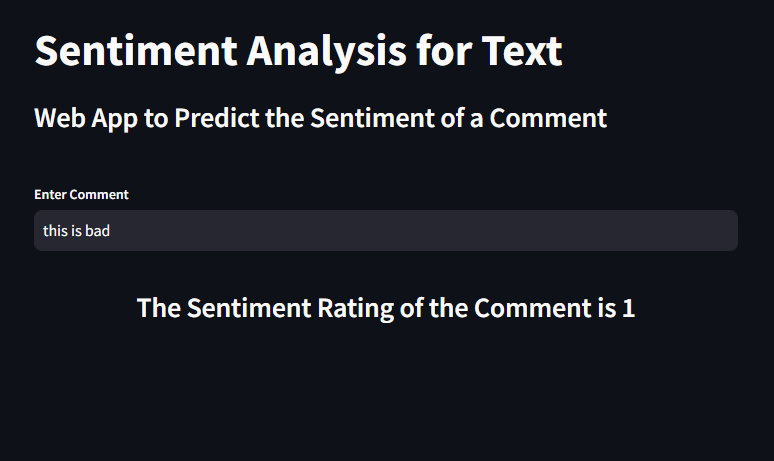 Sentiment Analysis for Text
Web App to Predict the Sentiment of a Comment
Enter Comment
this is bad
The Sentiment Rating of the Comment is 1